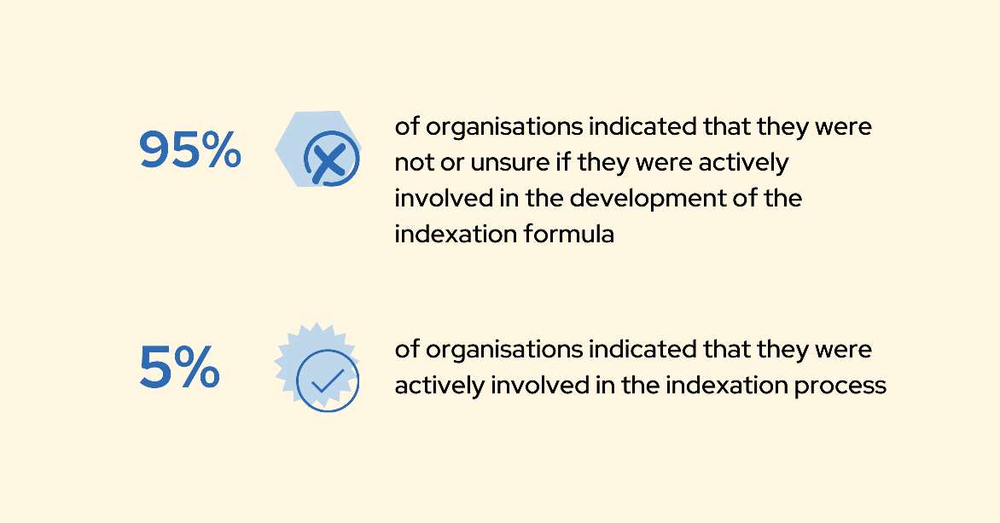 95%
of organisations indicated that they were
not or unsure if they were actively
involved in the development of the
indexation formula
5%
of organisations indicated that they were
actively involved in the indexation process